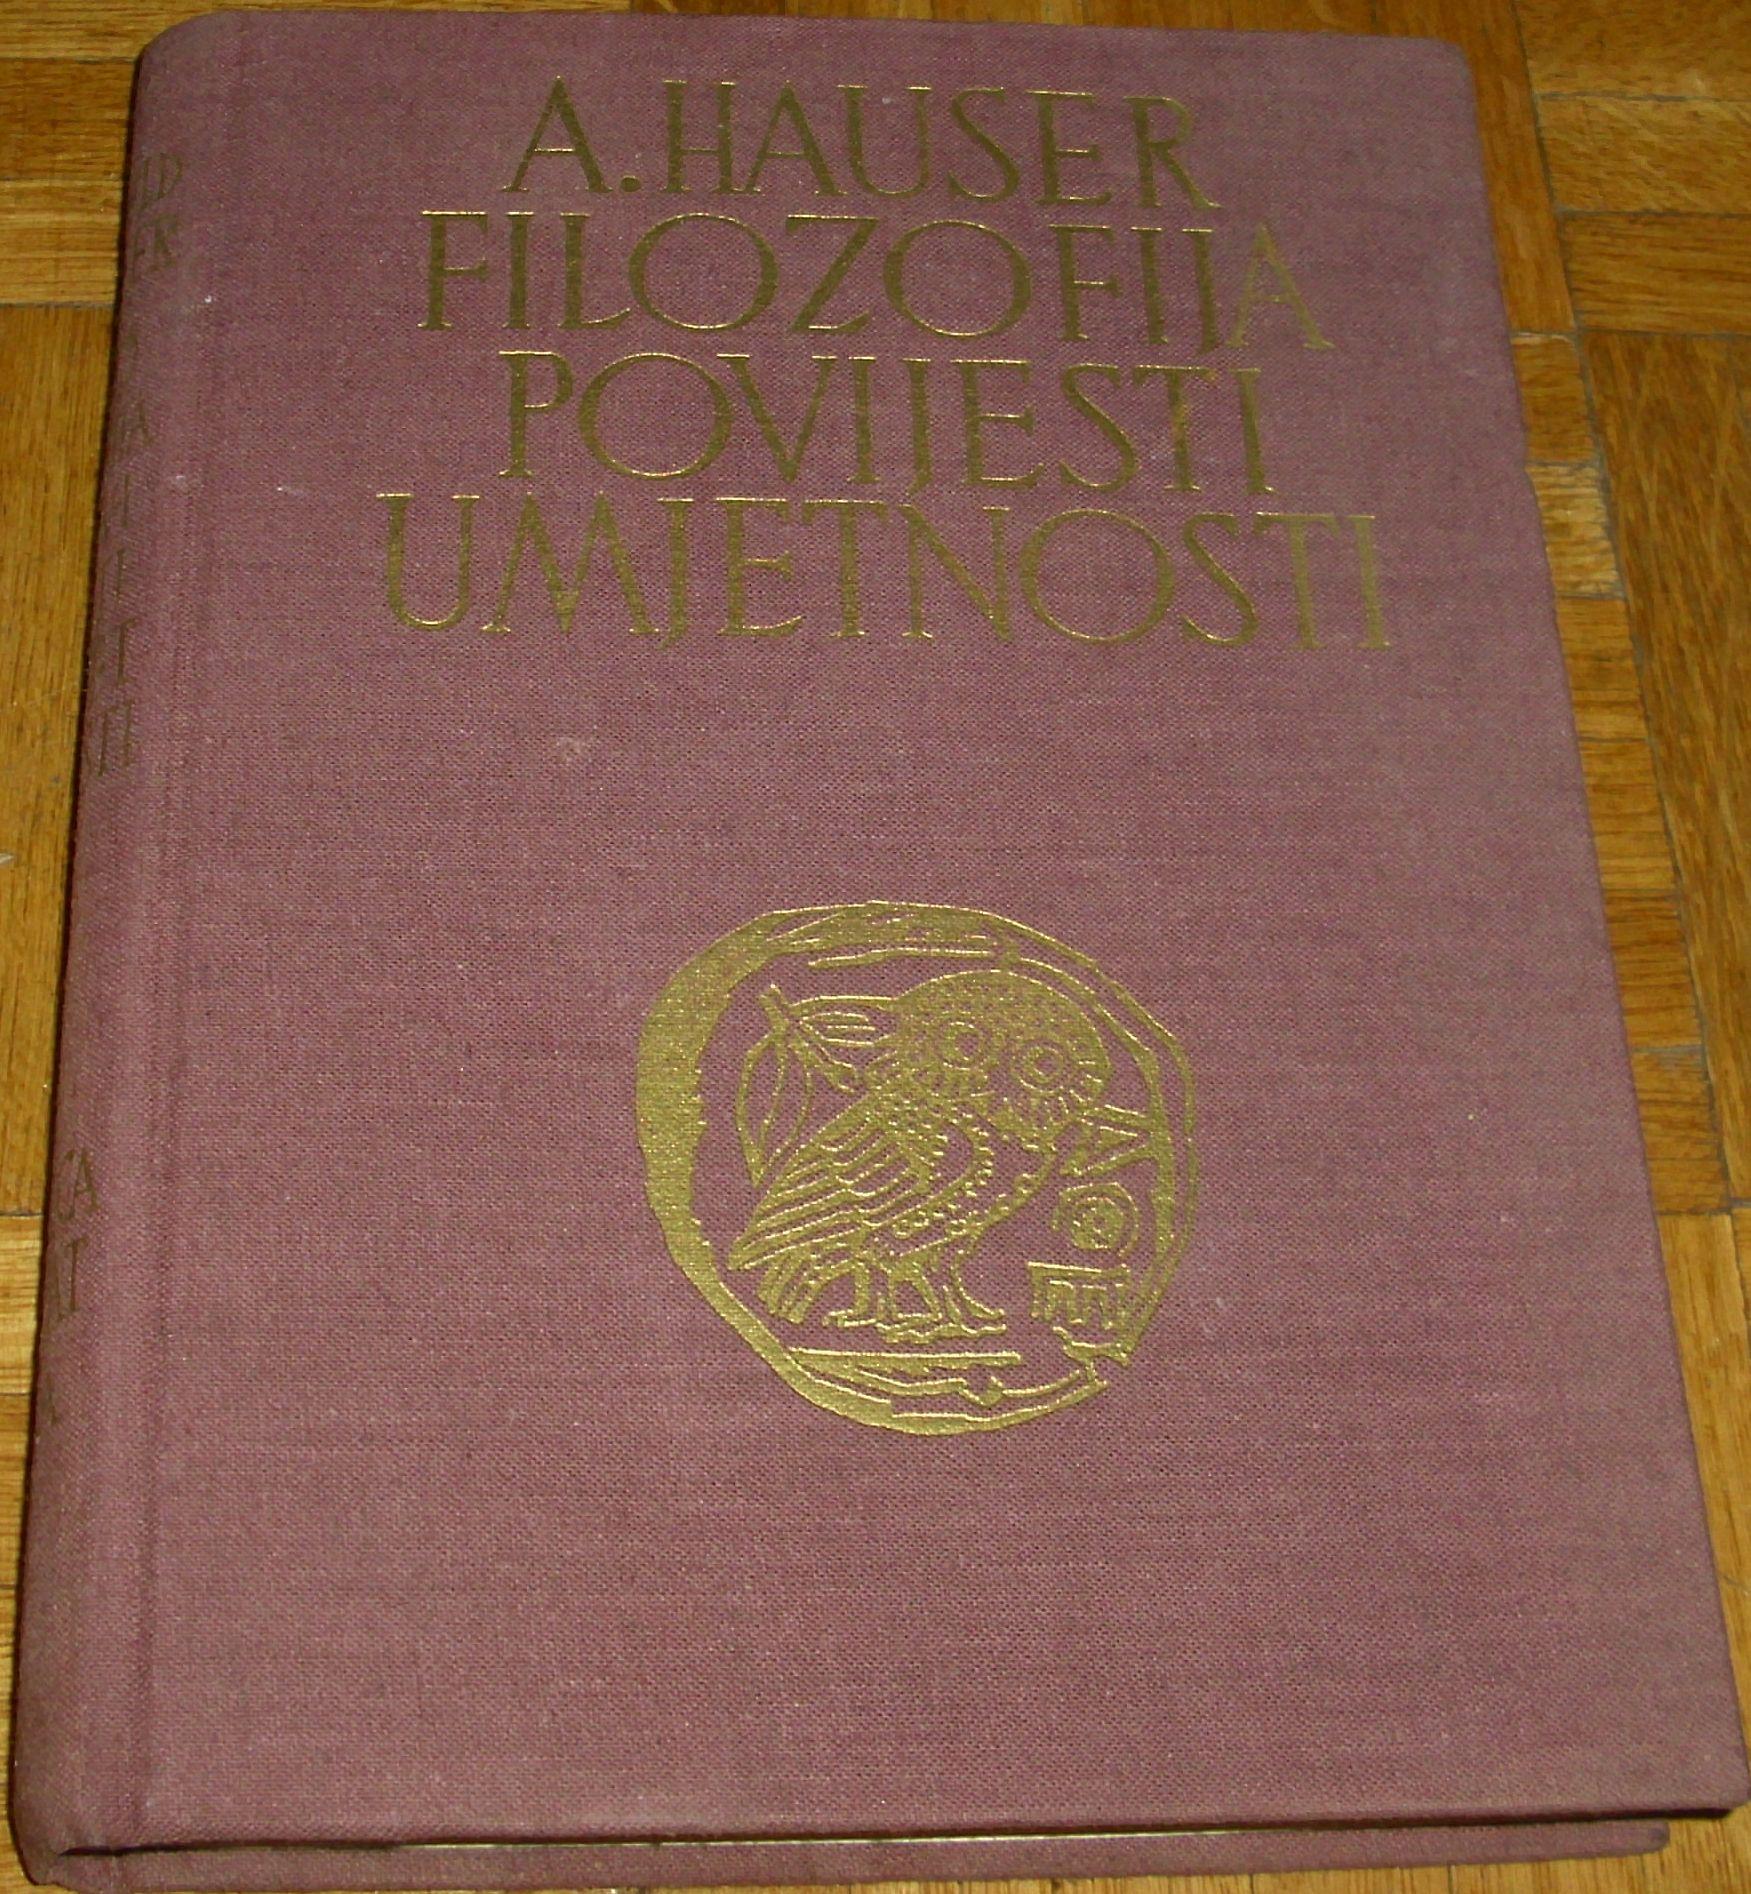 A. HAUSER
FILOZOFIJA
POVIJESTI
UMJETNOSTI